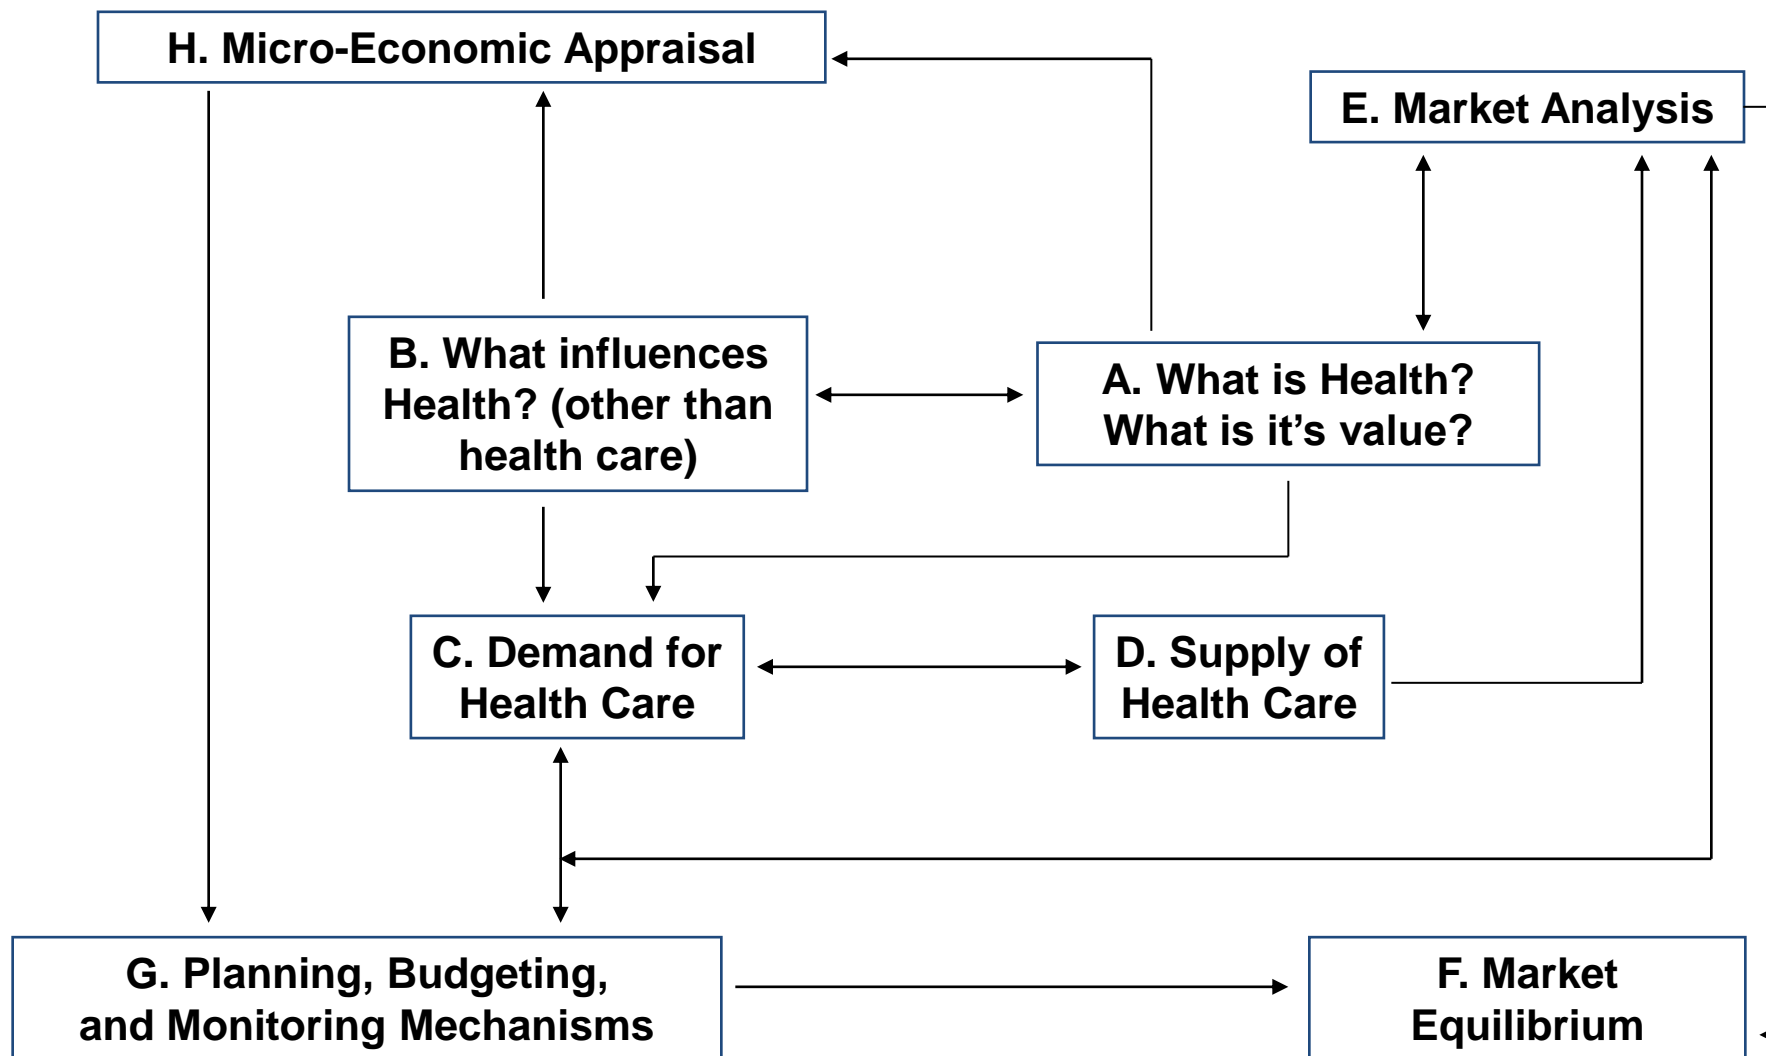 H. Micro-Economic Appraisal
E. Market Analysis
B. What influences
Health? (other than
health care)
A. What is Health?
What is it’s value?
C. Demand for
Health Care
D. Supply of
Health Care
G. Planning, Budgeting,
and Monitoring Mechanisms
F. Market
Equilibrium